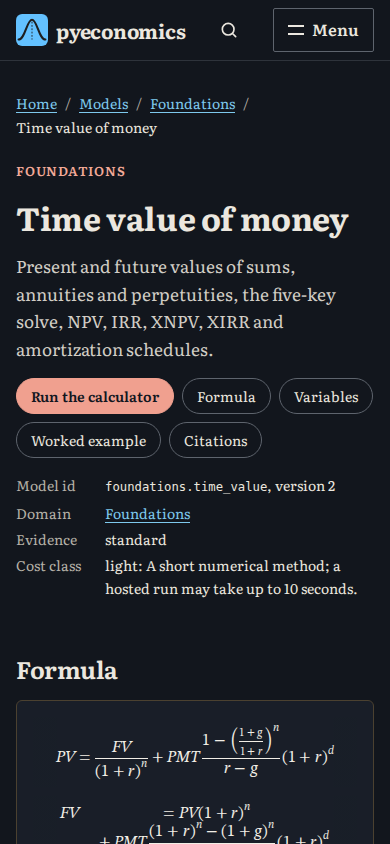 pyeconomics
Menu
Home / Models / Foundations /
Time value of money
FOUNDATIONS
Time value of money
Present and future values of sums,
annuities and perpetuities, the five-key
solve, NPV, IRR, XNPV, XIRR and
amortization schedules.
Run the calculator
Formula
Variables
Worked example
Citations
Model id foundations.time_value, version 2
Domain Foundations
Evidence standard
Cost class light: A short numerical method; a
hosted run may take up to 10 seconds.
Formula
PV = FV/(1 + r)^n + PMT (1 − ((1 + g)/(1 + r))^n)/(r − g) (1 + r)^d
FV = PV(1 + r)^n
+ PMT ((1 + r)^n − (1 + g)^n) (1 + r)^d